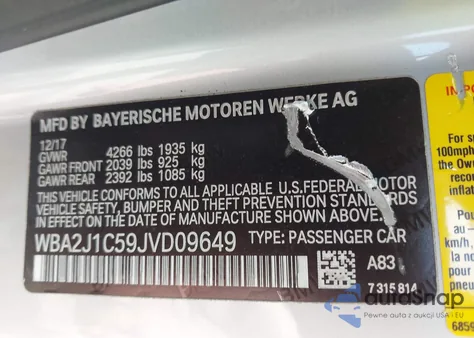 MFD BY BAYERISCHE MOTOREN WERKE AG
12/17
GVWR 4266 lbs 1935 kg
GAWR FRONT 2039 lbs 925 kg
GAWR REAR 2392 lbs 1085 kg
THIS VEHICLE CONFORMS TO ALL APPLICABLE U.S.FEDERAL MOTOR
VEHICLE SAFETY, BUMPER, AND THEFT PREVENTION STANDARDS
IN EFFECT ON THE DATE OF MANUFACTURE SHOWN ABOVE.
WBA2J1C59JVD09649 TYPE: PASSENGER CAR
A83
7 315 814
autoSnap
Pewne auta z aukcji USA i EU
100mph